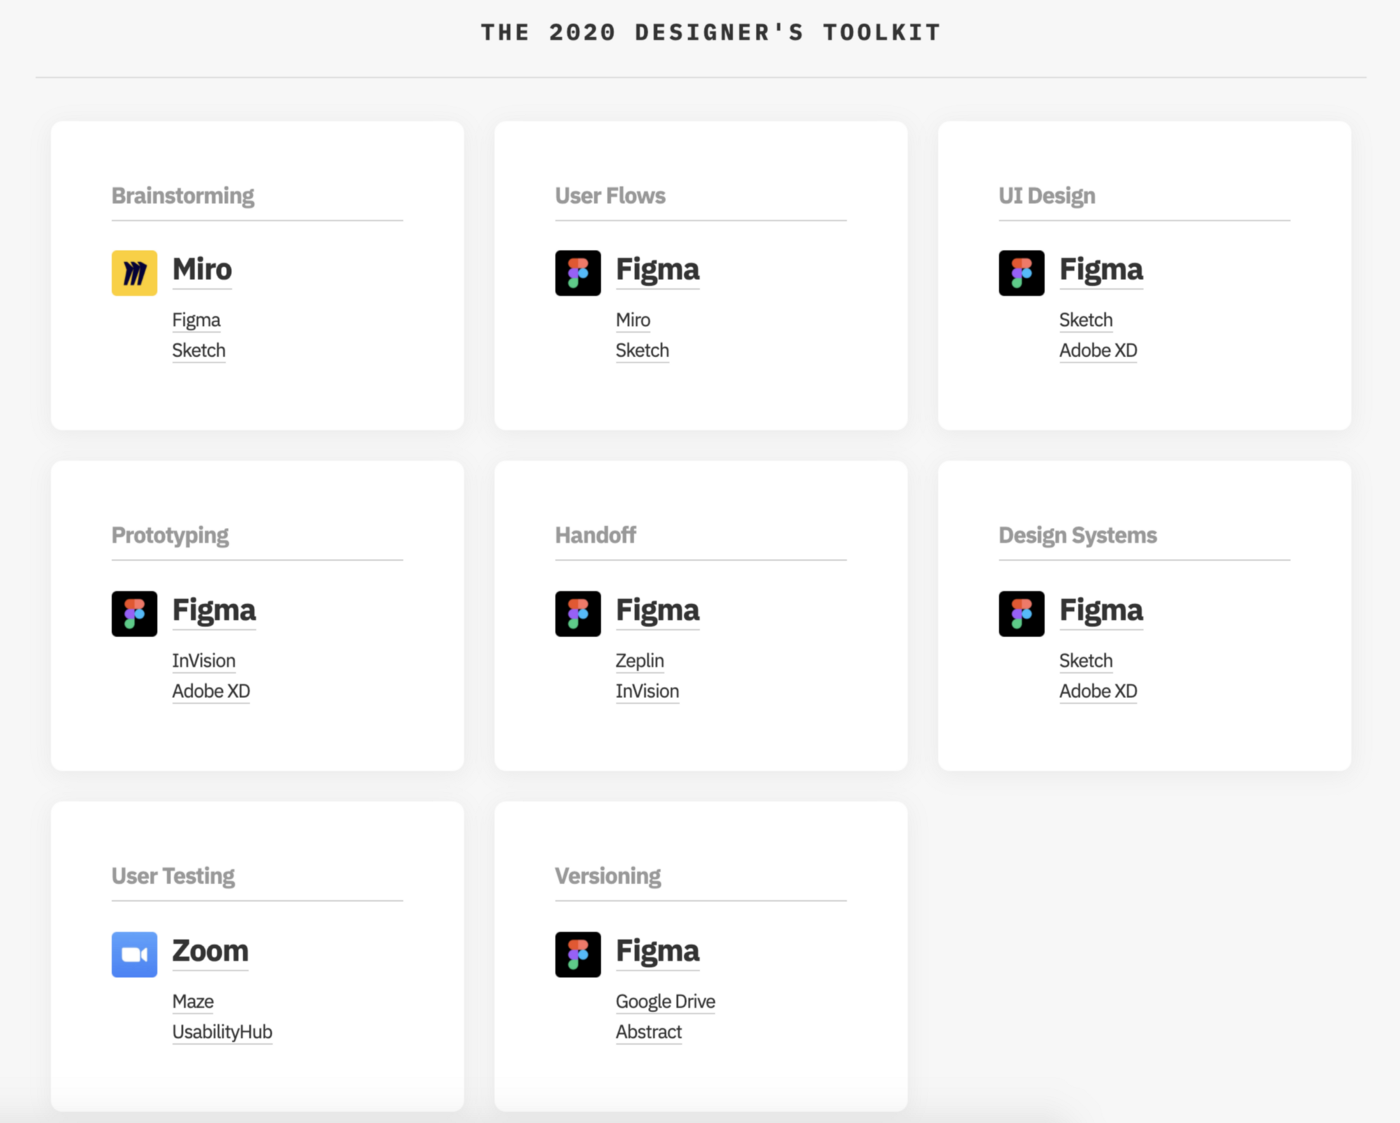 THE 2020 DESIGNER'S TOOLKIT
Brainstorming
Miro
Figma
Sketch
User Flows
Figma
Miro
Sketch
UI Design
Figma
Sketch
Adobe XD
Prototyping
Figma
InVision
Adobe XD
Handoff
Figma
Zeplin
InVision
Design Systems
Figma
Sketch
Adobe XD
User Testing
Zoom
Maze
UsabilityHub
Versioning
Figma
Google Drive
Abstract